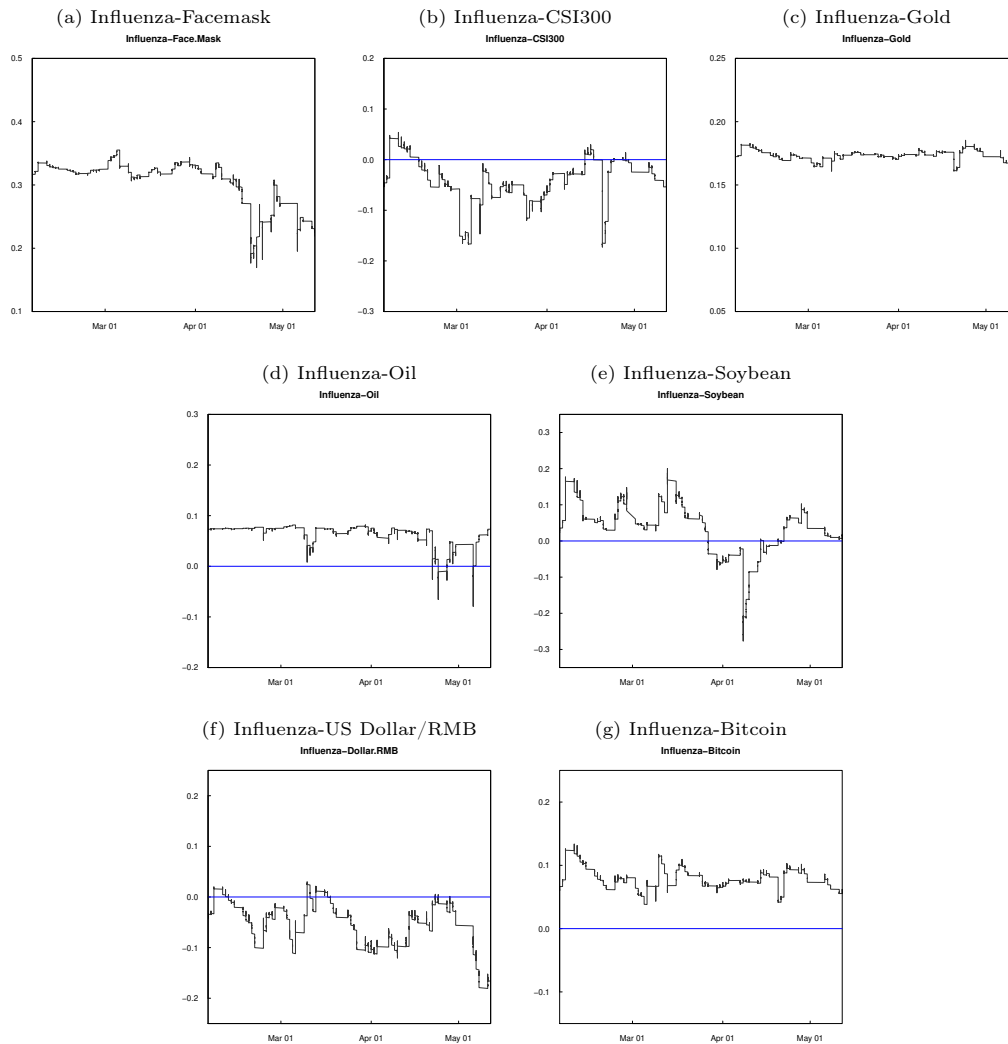 (a) Influenza-Facemask
(b) Influenza-CSI300
(c) Influenza-Gold
Influenza−Face.Mask
Influenza−CSI300
Influenza−Gold
0.5
0.4
0.3
0.2
0.1
Mar 01
Apr 01
May 01
0.2
0.1
0.0
−0.1
−0.2
−0.3
Mar 01
Apr 01
May 01
0.25
0.20
0.15
0.10
0.05
Mar 01
Apr 01
May 01
(d) Influenza-Oil
(e) Influenza-Soybean
Influenza−Oil
Influenza−Soybean
0.3
0.2
0.1
0.0
−0.1
−0.2
Mar 01
Apr 01
May 01
0.3
0.2
0.1
0.0
−0.1
−0.2
−0.3
Mar 01
Apr 01
May 01
(f) Influenza-US Dollar/RMB
(g) Influenza-Bitcoin
Influenza−Dollar.RMB
Influenza−Bitcoin
0.2
0.1
0.0
−0.1
−0.2
Mar 01
Apr 01
May 01
0.2
0.1
0.0
−0.1
Mar 01
Apr 01
May 01